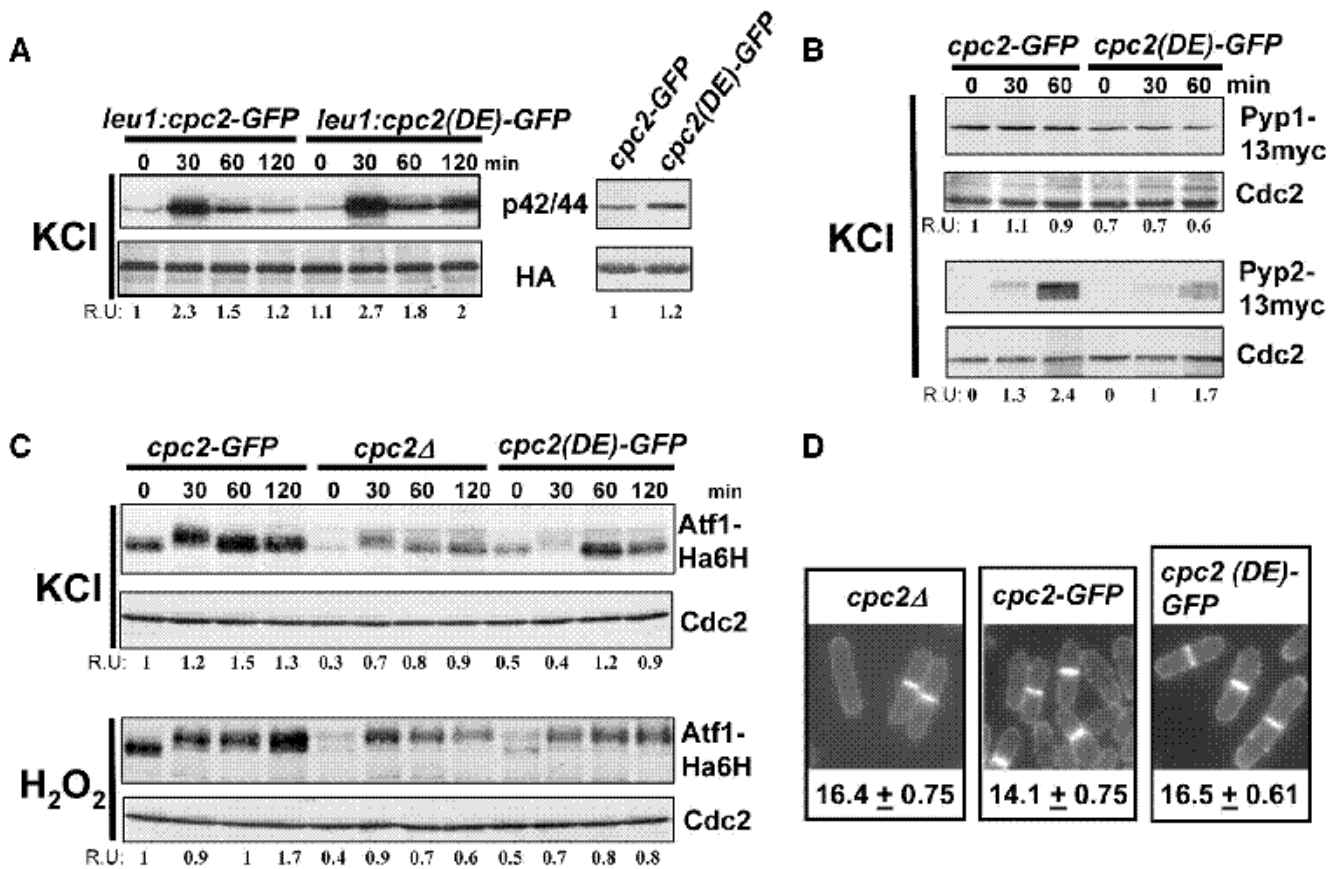 A
leu1:cpc2-GFP leu1:cpc2(DE)-GFP
0 30 60 120 0 30 60 120 min
KCl
p42/44
HA
R.U: 1 2.3 1.5 1.2 1.1 2.7 1.8 2
cpc2-GFP
cpc2(DE)-GFP
1 1.2
B
cpc2-GFP cpc2(DE)-GFP
0 30 60 0 30 60 min
KCl
Pyp1-
13myc
Cdc2
R.U: 1 1.1 0.9 0.7 0.7 0.6
Pyp2-
13myc
Cdc2
R.U: 0 1.3 2.4 0 1 1.7
C
cpc2-GFP cpc2Δ cpc2(DE)-GFP
0 30 60 120 0 30 60 120 0 30 60 120 min
KCl
Atf1-
Ha6H
Cdc2
R.U: 1 1.2 1.5 1.3 0.3 0.7 0.8 0.9 0.5 0.4 1.2 0.9
H₂O₂
Atf1-
Ha6H
Cdc2
R.U: 1 0.9 1 1.7 0.4 0.9 0.7 0.6 0.5 0.7 0.8 0.8
D
cpc2Δ
16.4 ± 0.75
cpc2-GFP
14.1 ± 0.75
cpc2 (DE)-
GFP
16.5 ± 0.61